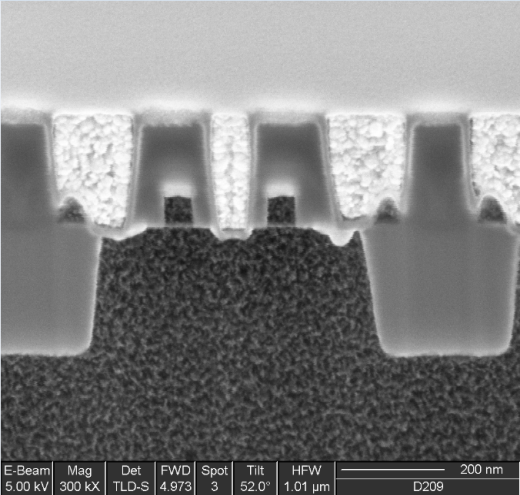 E-Beam Mag Det FWD Spot Tilt HFW 200 nm
5.00 kV 300 kX TLD-S 4.973 3 52.0° 1.01 µm D209